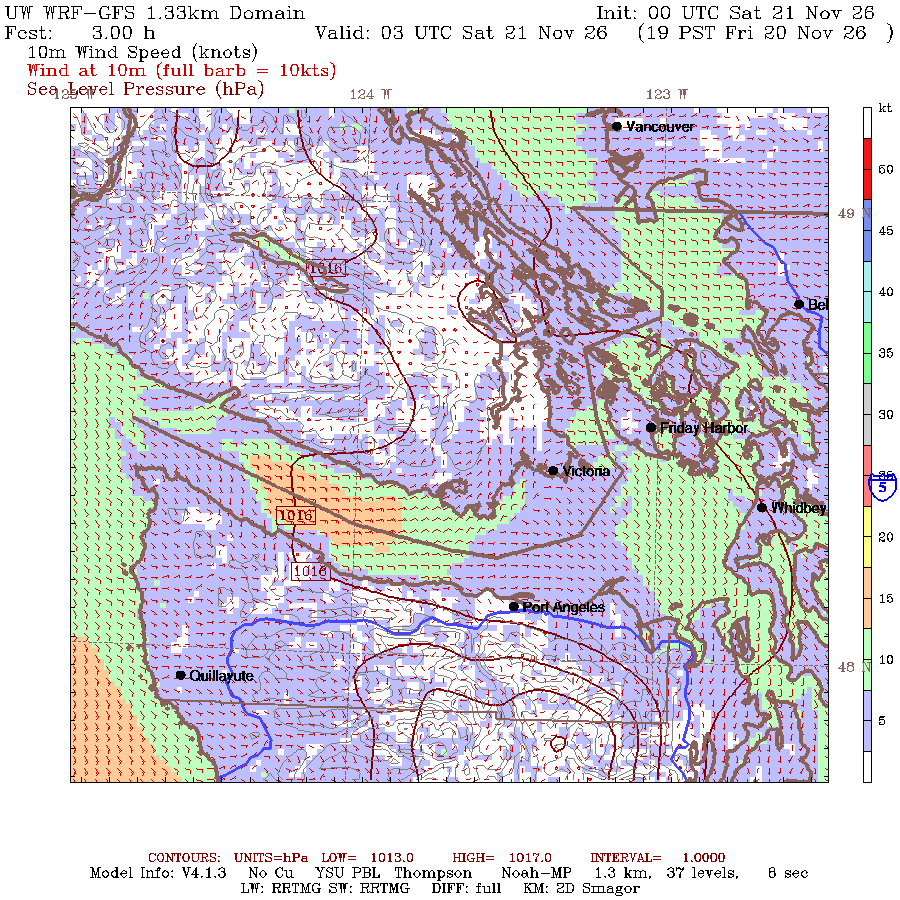 UW WRF-GFS 1.33km Domain Init: 00 UTC Sat 21 Nov 26
Fcst: 3.00 h Valid: 03 UTC Sat 21 Nov 26 (19 PST Fri 20 Nov 26 )
10m Wind Speed (knots)
Wind at 10m (full barb = 10kts)
Sea Level Pressure (hPa)
125 W 124 W 123 W
kt
Vancouver
60
49 N
45
1016
40
Bel
35
30
Friday Harbor
Victoria
25
5
Whidbey
1016
20
1016
15
Port Angeles
10
48 N
Quillayute
5
CONTOURS: UNITS=hPa LOW= 1013.0 HIGH= 1017.0 INTERVAL= 1.0000
Model Info: V4.1.3 No Cu YSU PBL Thompson Noah-MP 1.3 km, 37 levels, 8 sec
LW: RRTMG SW: RRTMG DIFF: full KM: 2D Smagor